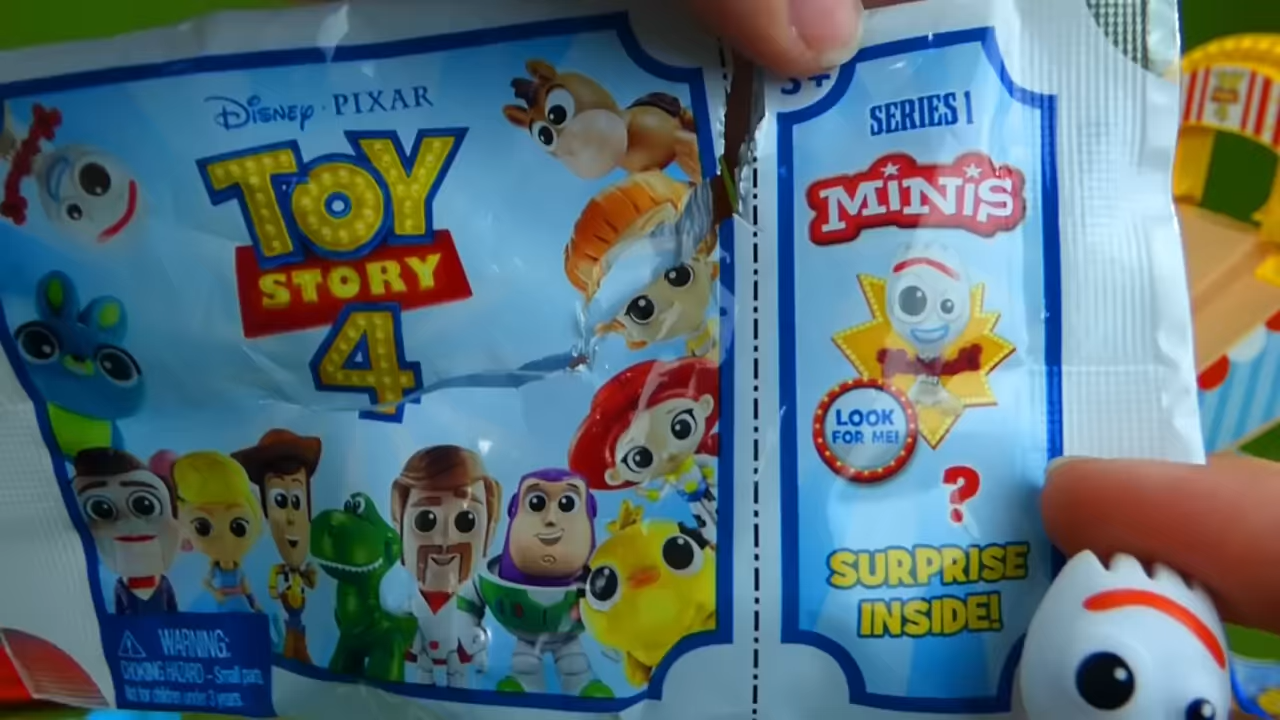 Disney · PIXAR
TOY
STORY
4
WARNING:
CHOKING HAZARD - Small parts
Not for children under 3 years.
3+
SERIES 1
MINIS
LOOK
FOR ME!
?
SURPRISE
INSIDE!